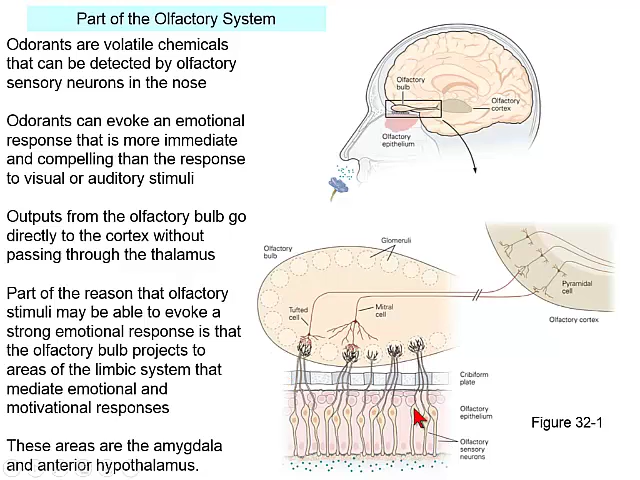 Part of the Olfactory System
Odorants are volatile chemicals
that can be detected by olfactory
sensory neurons in the nose
Odorants can evoke an emotional
response that is more immediate
and compelling than the response
to visual or auditory stimuli
Outputs from the olfactory bulb go
directly to the cortex without
passing through the thalamus
Part of the reason that olfactory
stimuli may be able to evoke a
strong emotional response is that
the olfactory bulb projects to
areas of the limbic system that
mediate emotional and
motivational responses
These areas are the amygdala
and anterior hypothalamus.
Olfactory
bulb
Olfactory
cortex
Olfactory
epithelium
Olfactory
bulb
Glomeruli
Tufted
cell
Mitral
cell
Pyramidal
cell
Olfactory cortex
Cribiform
plate
Olfactory
epithelium
Olfactory
sensory
neurons
Figure 32-1